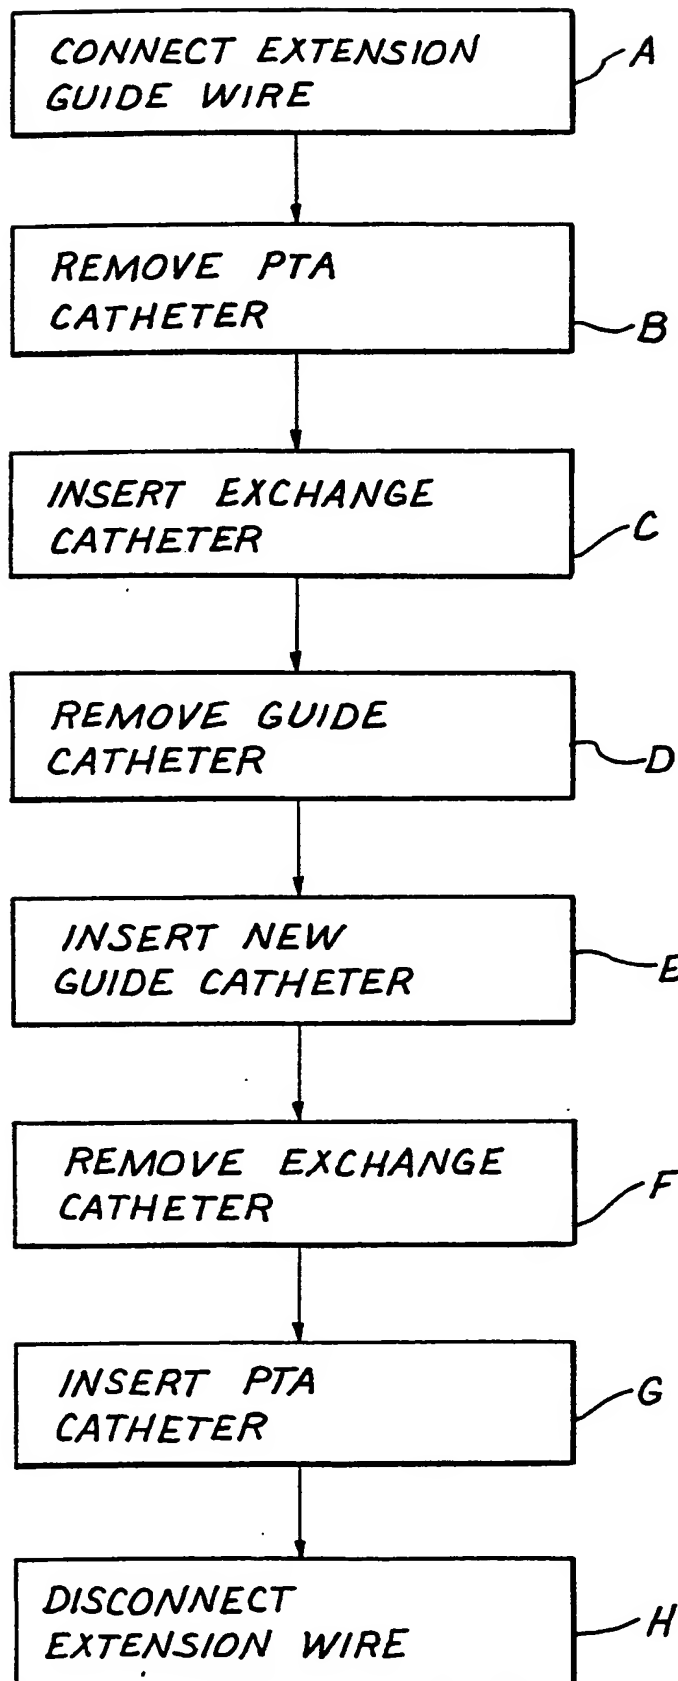 CONNECT EXTENSION
GUIDE WIRE
A
REMOVE PTA
CATHETER
B
INSERT EXCHANGE
CATHETER
C
REMOVE GUIDE
CATHETER
D
INSERT NEW
GUIDE CATHETER
E
REMOVE EXCHANGE
CATHETER
F
INSERT PTA
CATHETER
G
DISCONNECT
EXTENSION WIRE
H